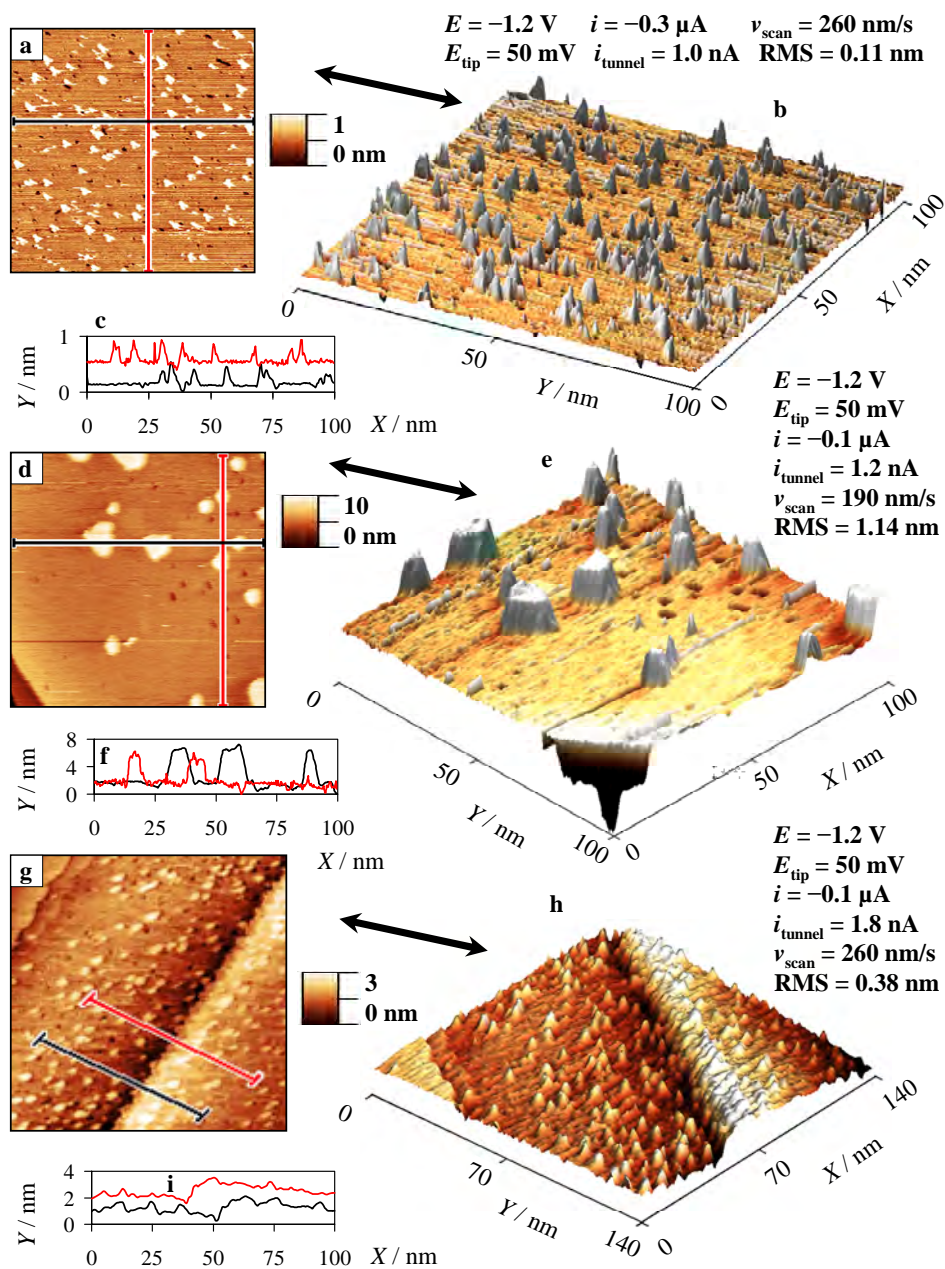 E = −1.2 V i = −0.3 µA v_scan = 260 nm/s
E_tip = 50 mV i_tunnel = 1.0 nA RMS = 0.11 nm
a
b
1
0 nm
0
50
100
Y / nm
0
50
100
X / nm
c
Y / nm
1
0
0 25 50 75 100 X / nm
E = −1.2 V
E_tip = 50 mV
i = −0.1 µA
i_tunnel = 1.2 nA
v_scan = 190 nm/s
RMS = 1.14 nm
d
e
10
0 nm
0
50
100
Y / nm
0
50
100
X / nm
f
Y / nm
8
4
0
0 25 50 75 100
X / nm
E = −1.2 V
E_tip = 50 mV
i = −0.1 µA
i_tunnel = 1.8 nA
v_scan = 260 nm/s
RMS = 0.38 nm
g
h
3
0 nm
0
70
140
Y / nm
0
70
140
X / nm
i
Y / nm
4
2
0
0 25 50 75 100 X / nm